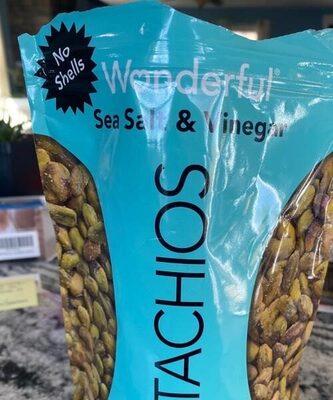 No
Shells
Wonderful
Sea Salt & Vinegar
TACHIOS